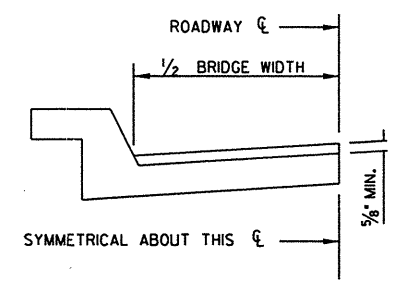 ROADWAY ℄
1/2 BRIDGE WIDTH
5/8" MIN.
SYMMETRICAL ABOUT THIS ℄